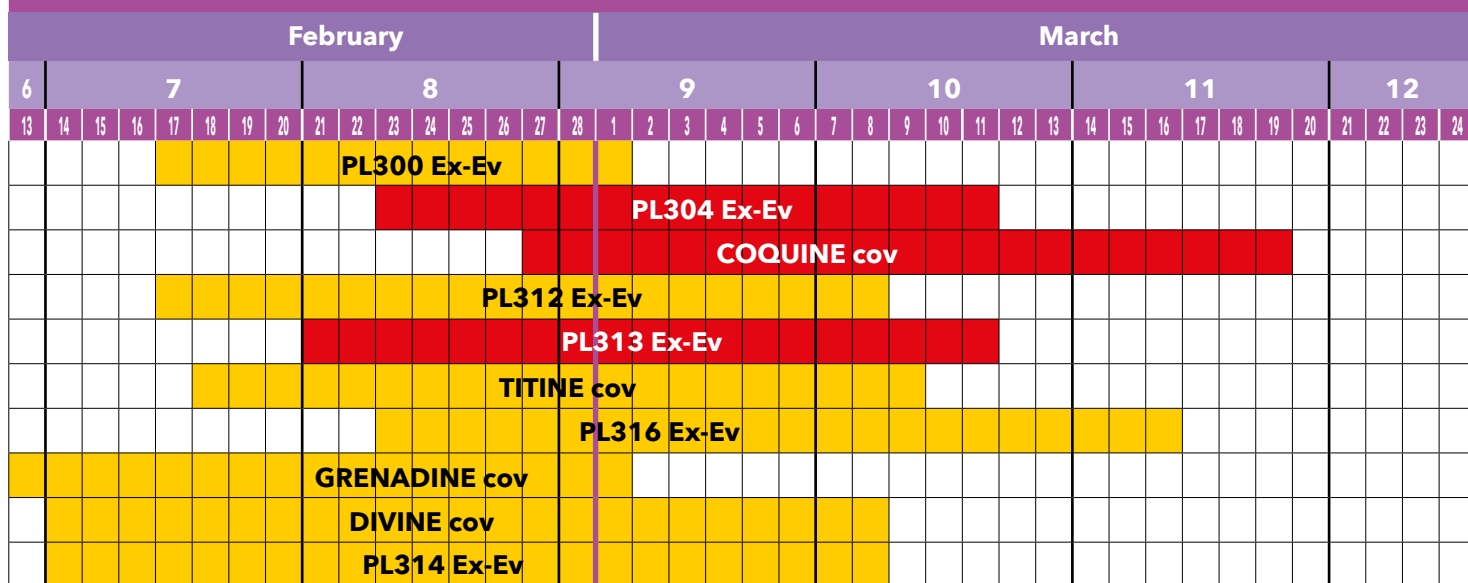 February March
6 7 8 9 10 11 12
13 14 15 16 17 18 19 20 21 22 23 24 25 26 27 28 1 2 3 4 5 6 7 8 9 10 11 12 13 14 15 16 17 18 19 20 21 22 23 24
PL300 Ex-Ev
PL304 Ex-Ev
COQUINE cov
PL312 Ex-Ev
PL313 Ex-Ev
TITINE cov
PL316 Ex-Ev
GRENADINE cov
DIVINE cov
PL314 Ex-Ev